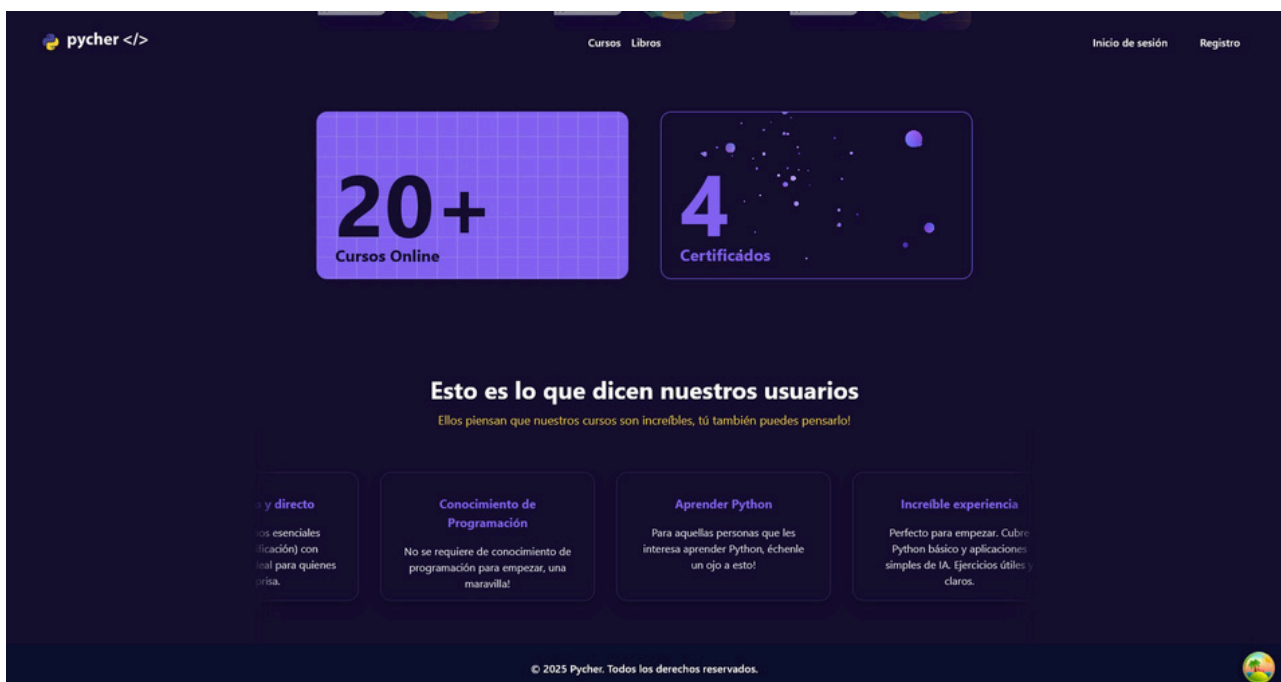 pycher </>
Cursos Libros
Inicio de sesión Registro
20+
Cursos Online
4
Certificádos
Esto es lo que dicen nuestros usuarios
Ellos piensan que nuestros cursos son increíbles, tú también puedes pensarlo!
y directo
esenciales
con
para quienes
Conocimiento de
Programación
No se requiere de conocimiento de
programación para empezar, una
maravilla!
Aprender Python
Para aquellas personas que les
interesa aprender Python, échenle
un ojo a esto!
Increíble experiencia
Perfecto para empezar. Cubre
Python básico y aplicaciones
simples de IA. Ejercicios útiles y
claros.
© 2025 Pycher. Todos los derechos reservados.